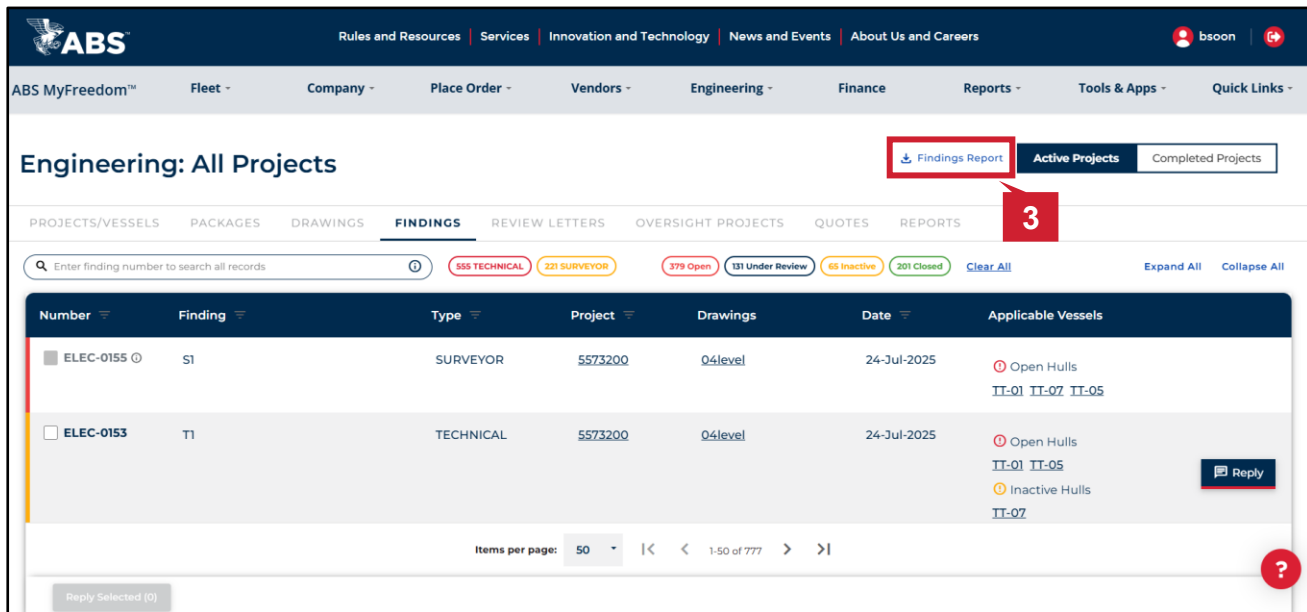 ABS™
Rules and Resources | Services | Innovation and Technology | News and Events | About Us and Careers
bsoon
ABS MyFreedom™ Fleet Company Place Order Vendors Engineering Finance Reports Tools & Apps Quick Links
Engineering: All Projects
Findings Report
Active Projects
Completed Projects
3
PROJECTS/VESSELS PACKAGES DRAWINGS FINDINGS REVIEW LETTERS OVERSIGHT PROJECTS QUOTES REPORTS
Enter finding number to search all records
555 TECHNICAL 221 SURVEYOR 379 Open 131 Under Review 65 Inactive 201 Closed Clear All Expand All Collapse All
Number Finding Type Project Drawings Date Applicable Vessels
ELEC-0155 S1 SURVEYOR 5573200 04level 24-Jul-2025 Open Hulls
TT-01 TT-07 TT-05
ELEC-0153 T1 TECHNICAL 5573200 04level 24-Jul-2025 Open Hulls
TT-01 TT-05
Reply
Inactive Hulls
TT-07
Items per page: 50 1-50 of 777
?
Reply Selected (0)